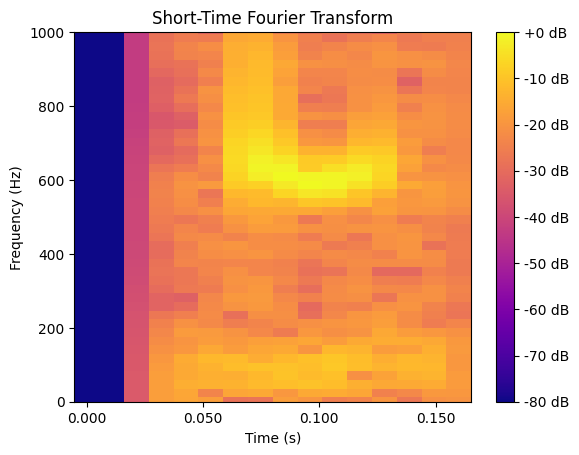 Short-Time Fourier Transform
Frequency (Hz)
1000
800
600
400
200
0
0.000
0.050
0.100
0.150
Time (s)
+0 dB
-10 dB
-20 dB
-30 dB
-40 dB
-50 dB
-60 dB
-70 dB
-80 dB